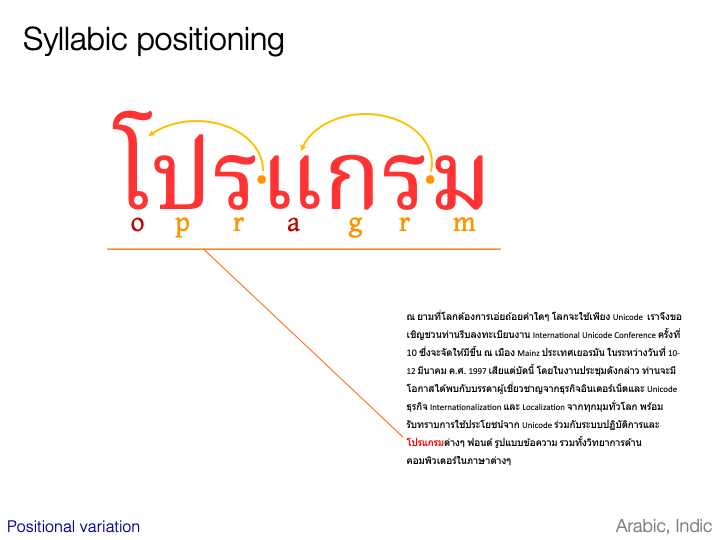 Syllabic positioning
โปรแกรม
o p r a g r m
ณ ยามที่โลกต้องการเอ่ยถ้อยคำใดๆ โลกจะใช้เพียง Unicode เราจึงขอ
เชิญชวนท่านรีบลงทะเบียนงาน International Unicode Conference ครั้งที่
10 ซึ่งจะจัดให้มีขึ้น ณ เมือง Mainz ประเทศเยอรมัน ในระหว่างวันที่ 10-
12 มีนาคม ค.ศ. 1997 เสียแต่บัดนี้ โดยในงานประชุมดังกล่าว ท่านจะมี
โอกาสได้พบกับบรรดาผู้เชี่ยวชาญจากธุรกิจอินเตอร์เน็ตและ Unicode
ธุรกิจ Internationalization และ Localization จากทุกมุมทั่วโลก พร้อม
รับทราบการใช้ประโยชน์จาก Unicode ร่วมกับระบบปฏิบัติการและ
โปรแกรมต่างๆ ฟอนต์ รูปแบบข้อความ รวมทั้งวิทยาการด้าน
คอมพิวเตอร์ในภาษาต่างๆ
Positional variation
Arabic, Indic